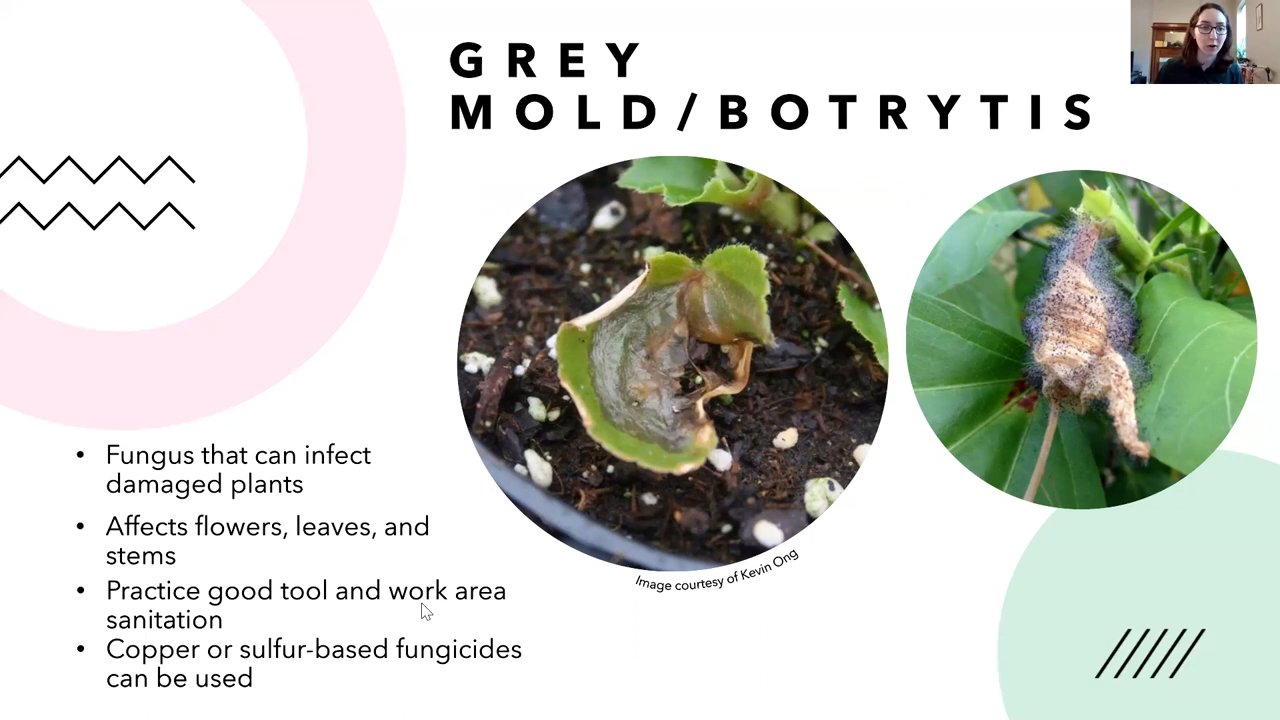 GREY
MOLD/BOTRYTIS
• Fungus that can infect
damaged plants
• Affects flowers, leaves, and
stems
• Practice good tool and work area
sanitation
• Copper or sulfur-based fungicides
can be used
Image courtesy of Kevin Ong